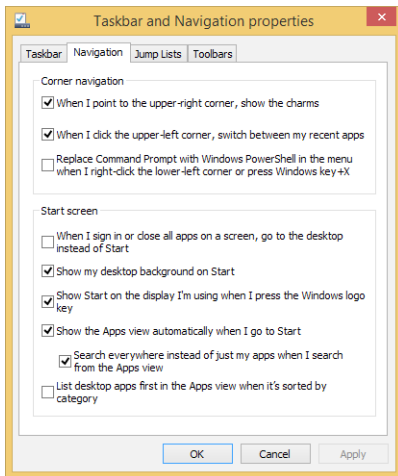 Taskbar and Navigation properties
Taskbar Navigation Jump Lists Toolbars
Corner navigation
When I point to the upper-right corner, show the charms
When I click the upper-left corner, switch between my recent apps
Replace Command Prompt with Windows PowerShell in the menu
when I right-click the lower-left corner or press Windows key+X
Start screen
When I sign in or close all apps on a screen, go to the desktop
instead of Start
Show my desktop background on Start
Show Start on the display I'm using when I press the Windows logo
key
Show the Apps view automatically when I go to Start
Search everywhere instead of just my apps when I search
from the Apps view
List desktop apps first in the Apps view when it's sorted by
category
OK Cancel Apply